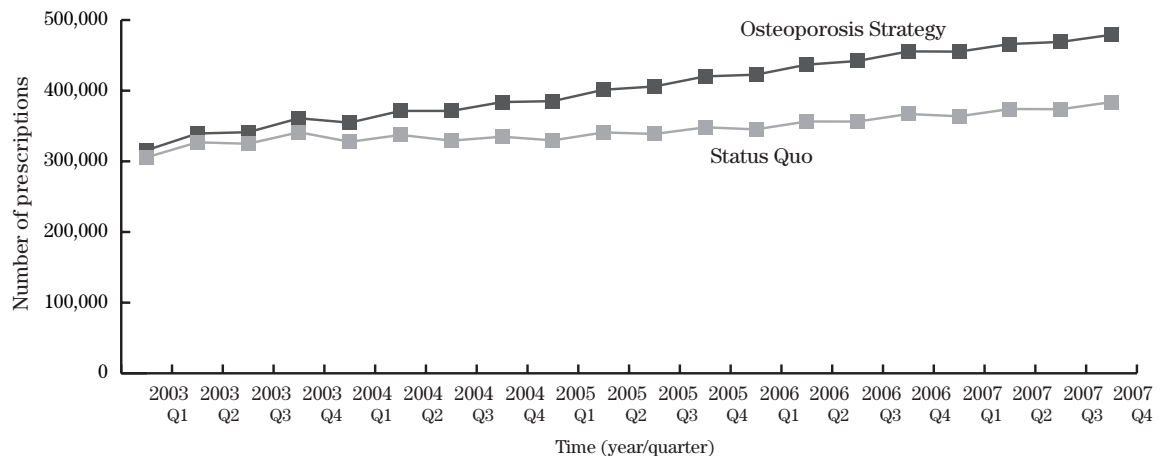 500,000
400,000
300,000
200,000
100,000
0
Number of prescriptions
Osteoporosis Strategy
Status Quo
2003 2003 2003 2003 2004 2004 2004 2004 2005 2005 2005 2005 2006 2006 2006 2006 2007 2007 2007 2007
Q1 Q2 Q3 Q4 Q1 Q2 Q3 Q4 Q1 Q2 Q3 Q4 Q1 Q2 Q3 Q4 Q1 Q2 Q3 Q4
Time (year/quarter)